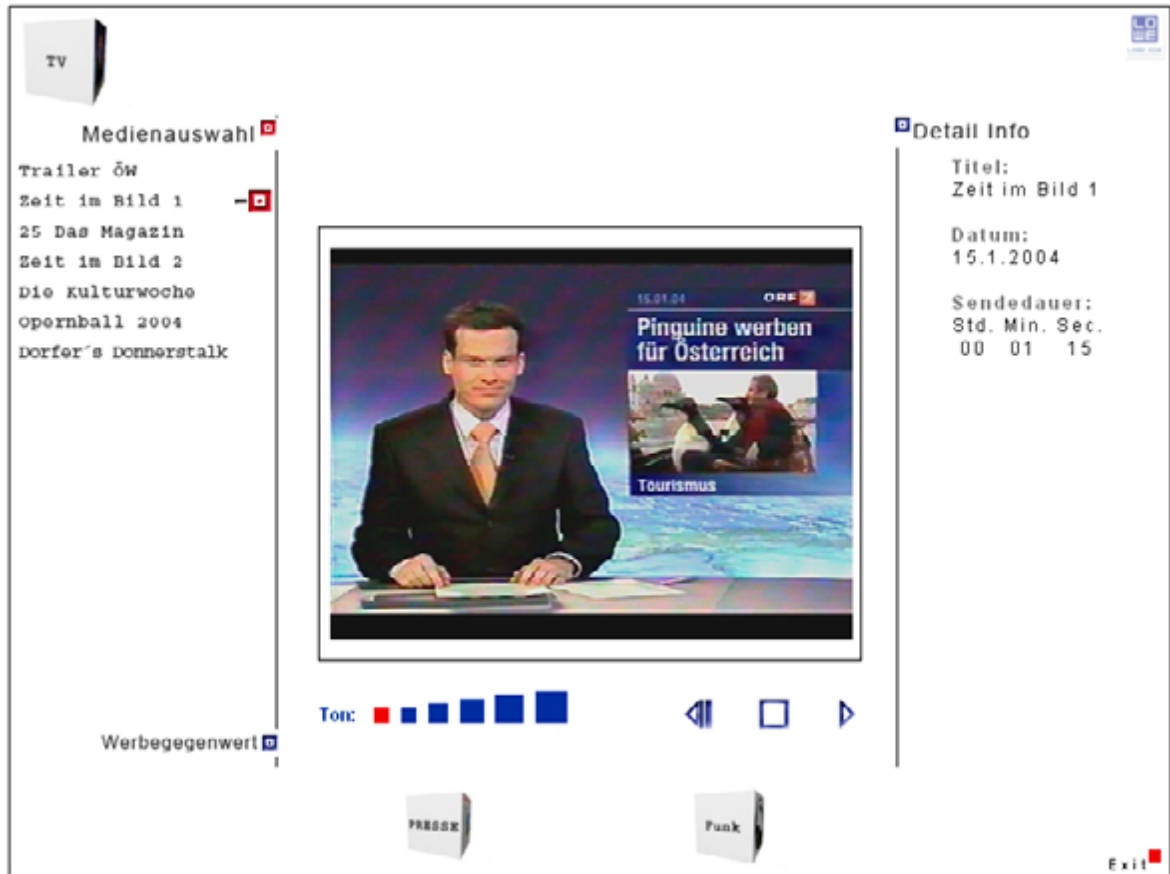 TV
LO
WE
Medienauswahl
Trailer ÖW
Zeit im Bild 1
25 Das Magazin
Zeit im Bild 2
Die Kulturwoche
Opernball 2004
Dorfer´s Donnerstalk
Werbegegenwert
15.01.04 ORF 2
Pinguine werben
für Österreich
Tourismus
Ton:
Detail Info
Titel:
Zeit im Bild 1
Datum:
15.1.2004
Sendedauer:
Std. Min. Sec.
00 01 15
PRESSE
Funk
Exit